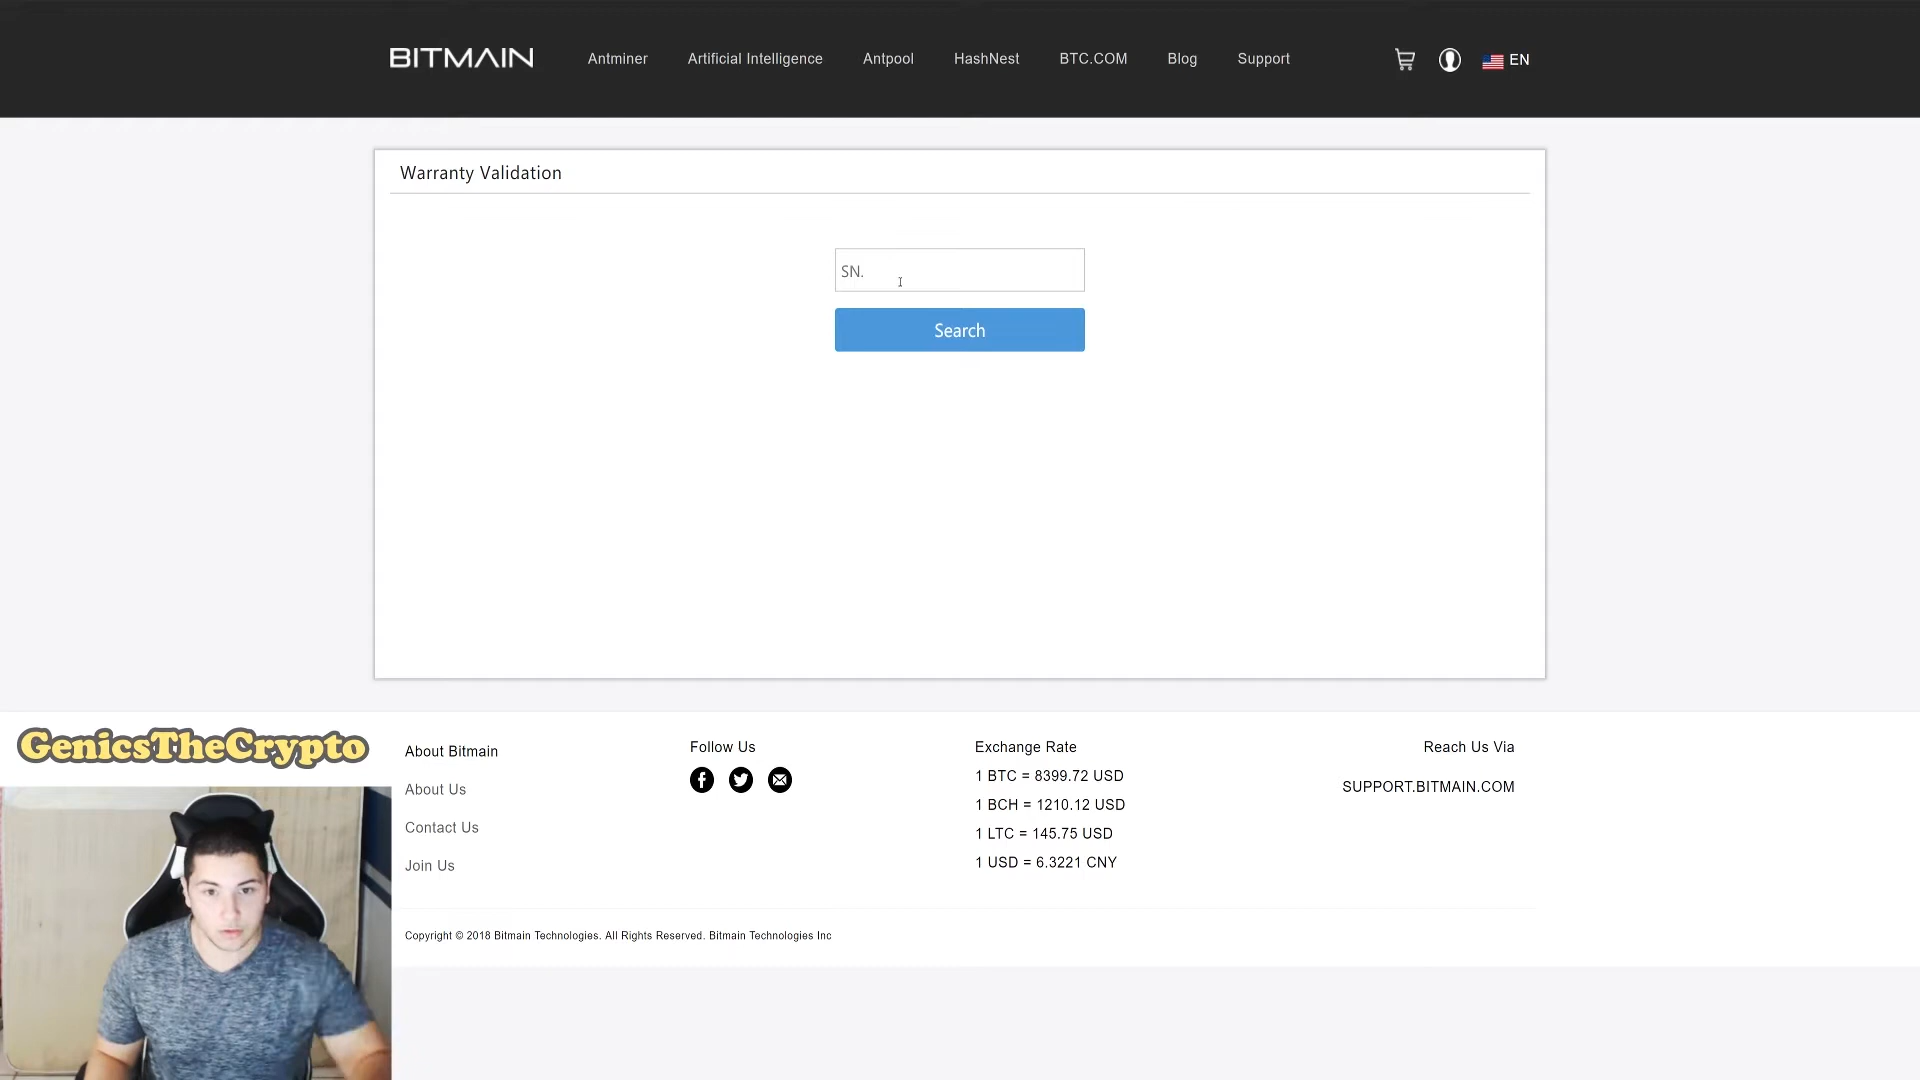 BITMAIN
Antminer
Artificial Intelligence
Antpool
HashNest
BTC.COM
Blog
Support
EN
Warranty Validation
SN.
Search
GenicsTheCrypto
About Bitmain
About Us
Contact Us
Join Us
Follow Us
Exchange Rate
1 BTC = 8399.72 USD
1 BCH = 1210.12 USD
1 LTC = 145.75 USD
1 USD = 6.3221 CNY
Reach Us Via
SUPPORT.BITMAIN.COM
Copyright © 2018 Bitmain Technologies. All Rights Reserved. Bitmain Technologies Inc